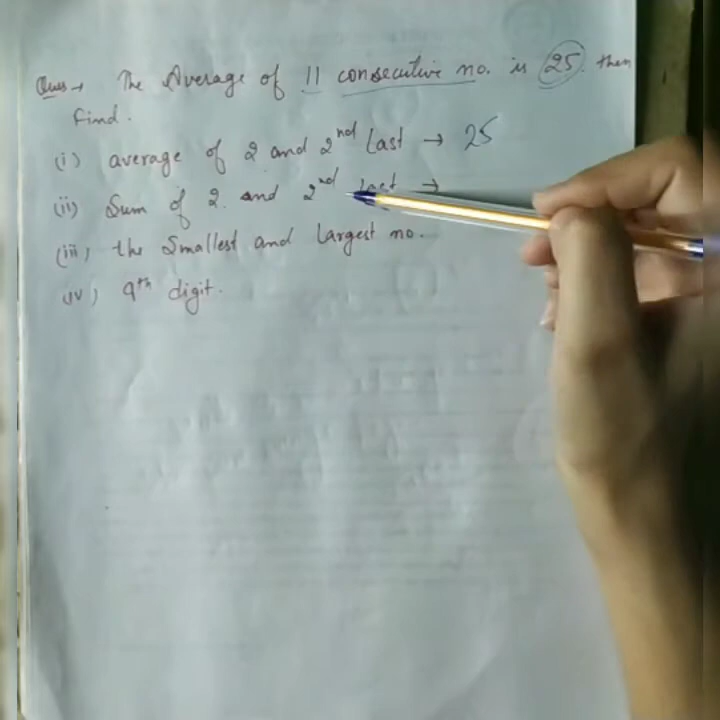 Ques → The Average of 11 consecutive no. is 25. then
find.
(i) average of 2 and 2nd last → 25
(ii) Sum of 2. and 2nd last →
(iii) the Smallest and largest no.
(iv) 9th digit.